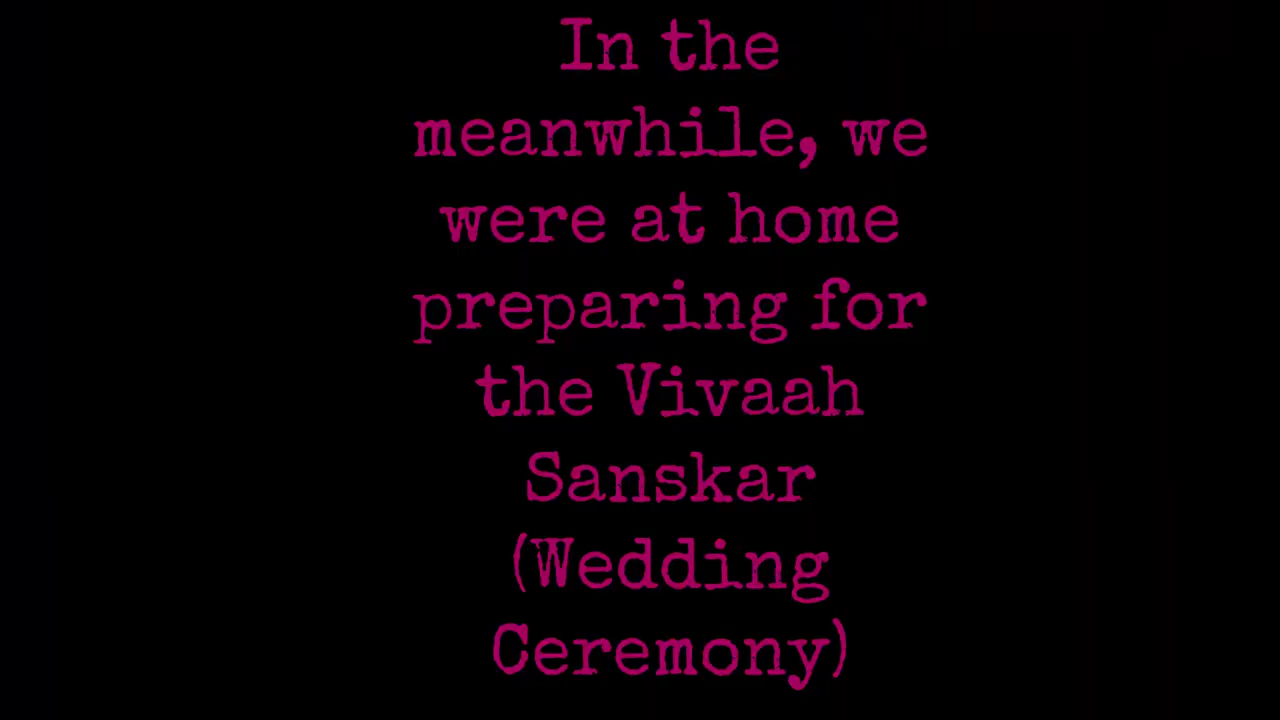 In the
meanwhile, we
were at home
preparing for
the Vivaah
Sanskar
(Wedding
Ceremony)